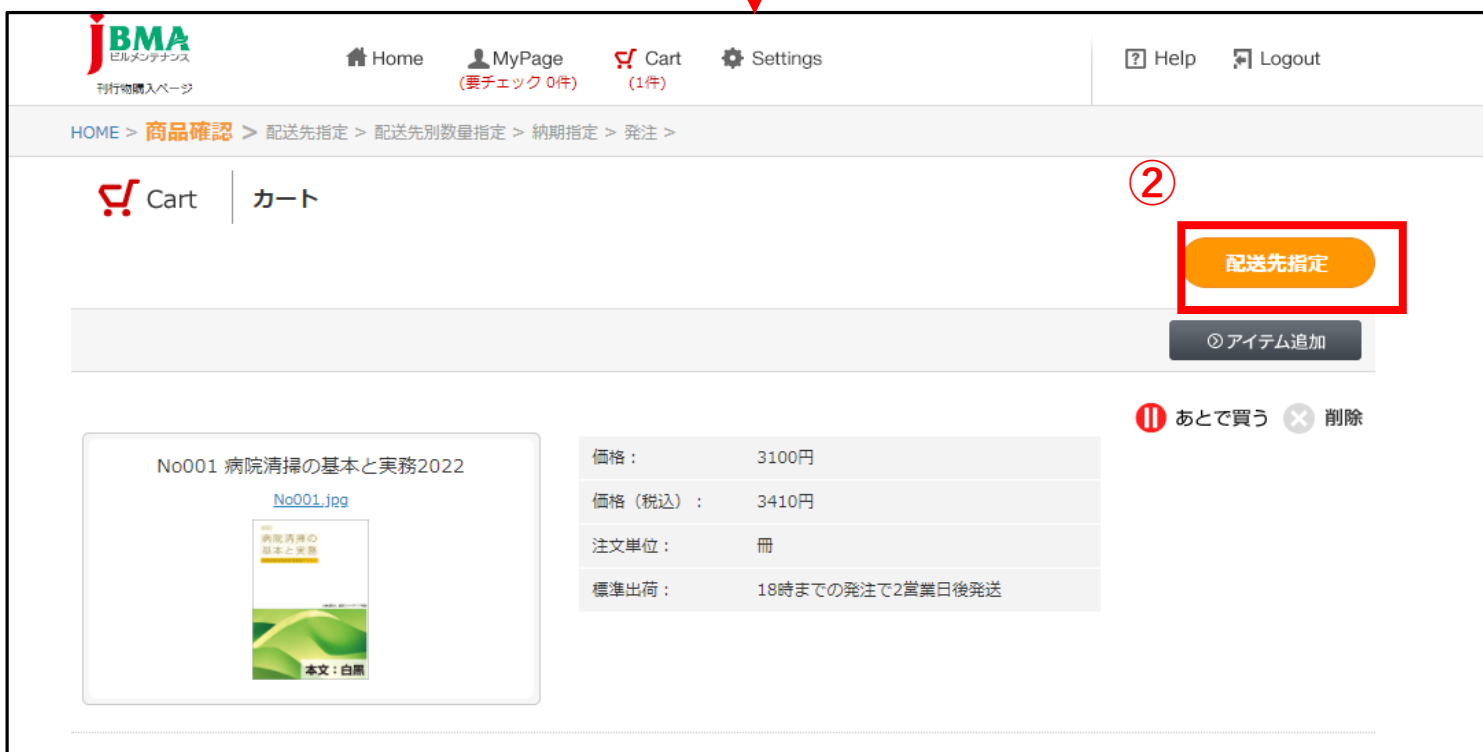 JBMA
ビルメンテナンス
刊行物購入ページ
Home
MyPage
(要チェック 0件)
Cart
(1件)
Settings
? Help
Logout
HOME > 商品確認 > 配送先指定 > 配送先別数量指定 > 納期指定 > 発注 >
Cart
カート
②
配送先指定
アイテム追加
あとで買う
削除
No001 病院清掃の基本と実務2022
No001.jpg
病院清掃の
基本と実務
本文：白黒
価格： 3100円
価格（税込）： 3410円
注文単位： 冊
標準出荷： 18時までの発注で2営業日後発送